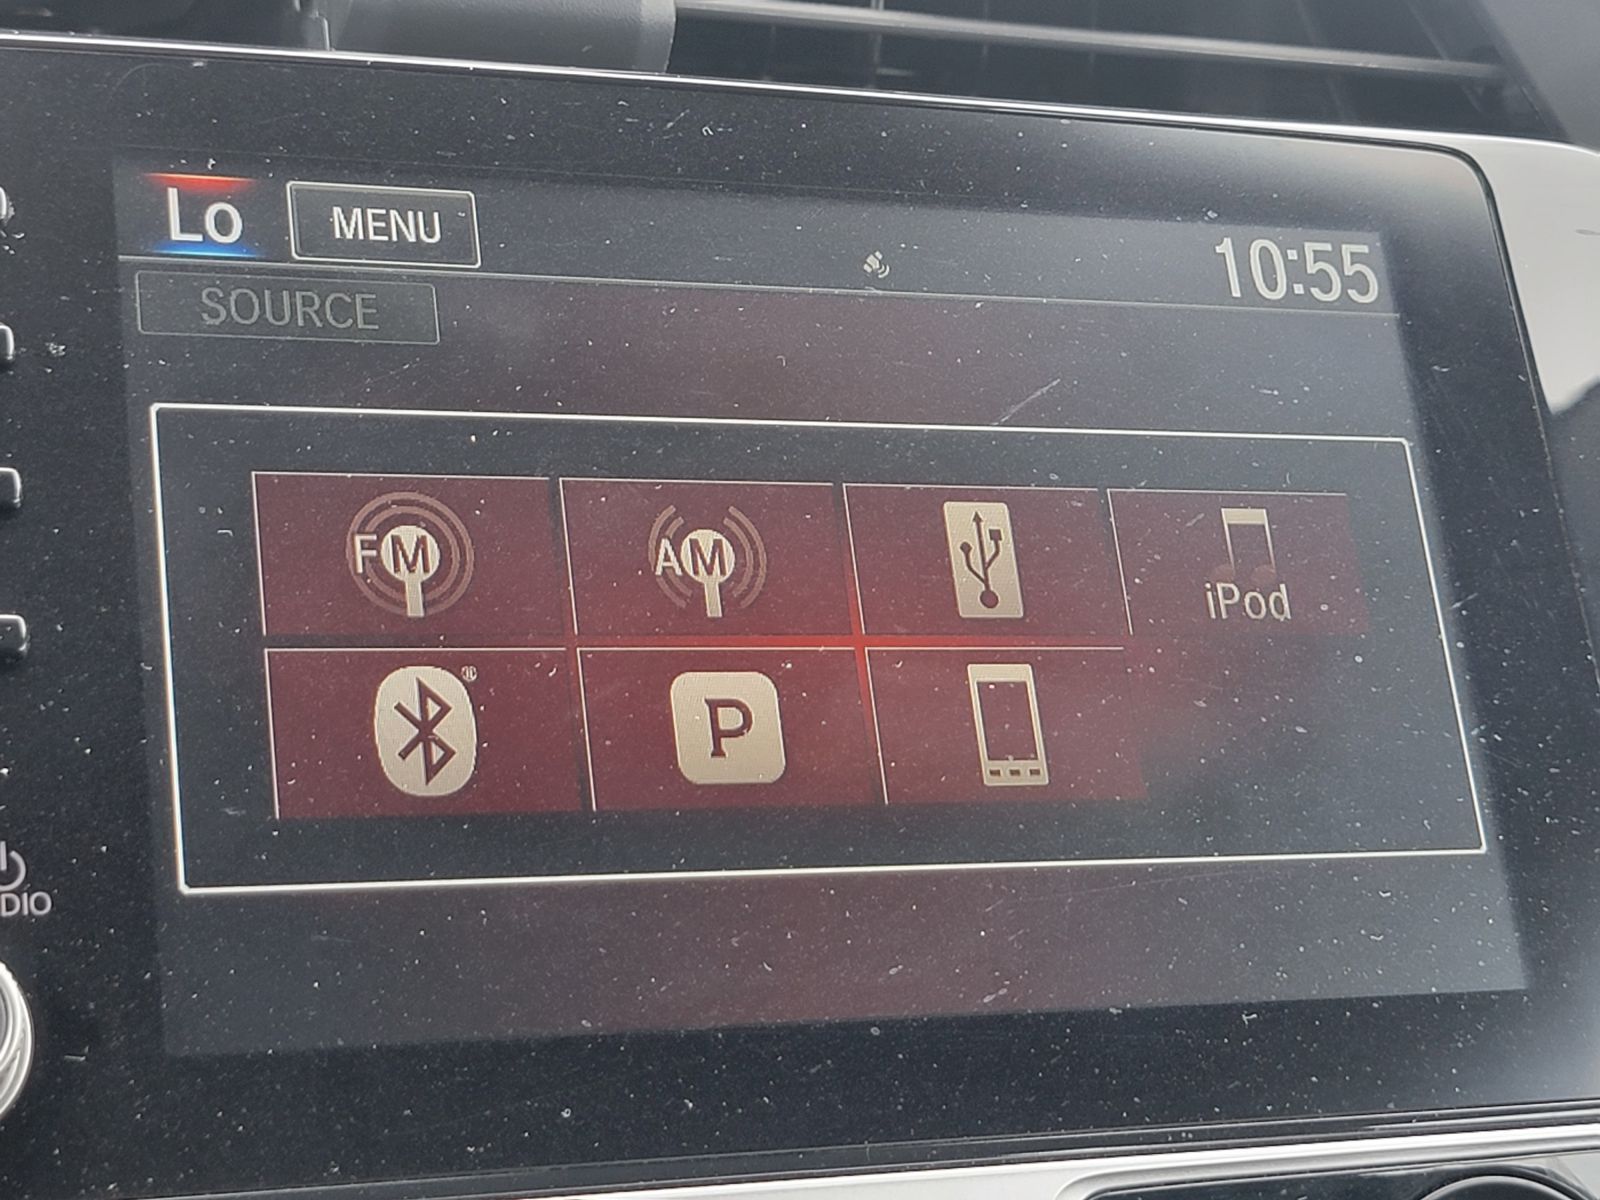 Lo MENU 10:55
SOURCE
FM AM iPod
® P
DIO